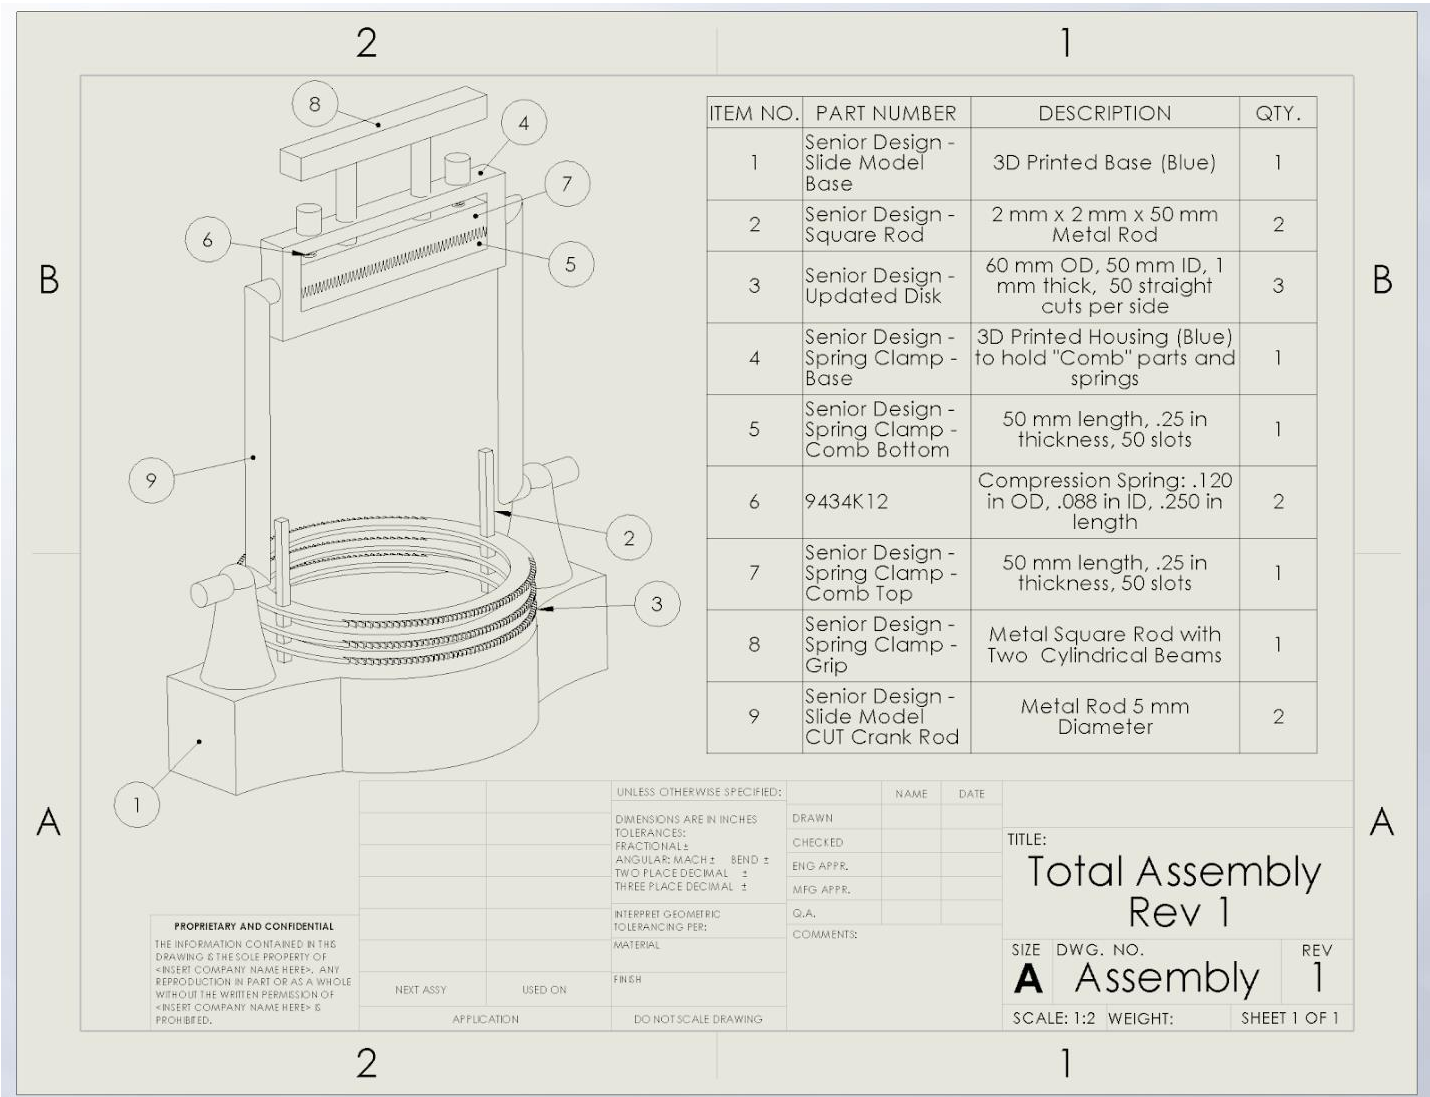 2
1
B
B
A
A
8
4
7
6
5
9
2
3
1
ITEM NO. PART NUMBER DESCRIPTION QTY.
1
Senior Design -
Slide Model
Base
3D Printed Base (Blue)
1
2
Senior Design -
Square Rod
2 mm x 2 mm x 50 mm
Metal Rod
2
3
Senior Design -
Updated Disk
60 mm OD, 50 mm ID, 1
mm thick, 50 straight
cuts per side
3
4
Senior Design -
Spring Clamp -
Base
3D Printed Housing (Blue)
to hold "Comb" parts and
springs
1
5
Senior Design -
Spring Clamp -
Comb Bottom
50 mm length, .25 in
thickness, 50 slots
1
6
9434K12
Compression Spring: .120
in OD, .088 in ID, .250 in
length
2
7
Senior Design -
Spring Clamp -
Comb Top
50 mm length, .25 in
thickness, 50 slots
1
8
Senior Design -
Spring Clamp -
Grip
Metal Square Rod with
Two Cylindrical Beams
1
9
Senior Design -
Slide Model
CUT Crank Rod
Metal Rod 5 mm
Diameter
2
PROPRIETARY AND CONFIDENTIAL
THE INFORMATION CONTAINED IN THIS
DRAWING IS THE SOLE PROPERTY OF
<INSERT COMPANY NAME HERE>. ANY
REPRODUCTION IN PART OR AS A WHOLE
WITHOUT THE WRITTEN PERMISSION OF
<INSERT COMPANY NAME HERE> IS
PROHIBITED.
NEXT ASSY
USED ON
APPLICATION
UNLESS OTHERWISE SPECIFIED:
DIMENSIONS ARE IN INCHES
TOLERANCES:
FRACTIONAL ±
ANGULAR: MACH ± BEND ±
TWO PLACE DECIMAL ±
THREE PLACE DECIMAL ±
INTERPRET GEOMETRIC
TOLERANCING PER:
MATERIAL
FINISH
DO NOT SCALE DRAWING
NAME
DATE
DRAWN
CHECKED
ENG APPR.
MFG APPR.
Q.A.
COMMENTS:
TITLE:
Total Assembly
Rev 1
SIZE
A
DWG. NO.
Assembly
REV
1
SCALE: 1:2
WEIGHT:
SHEET 1 OF 1
2
1